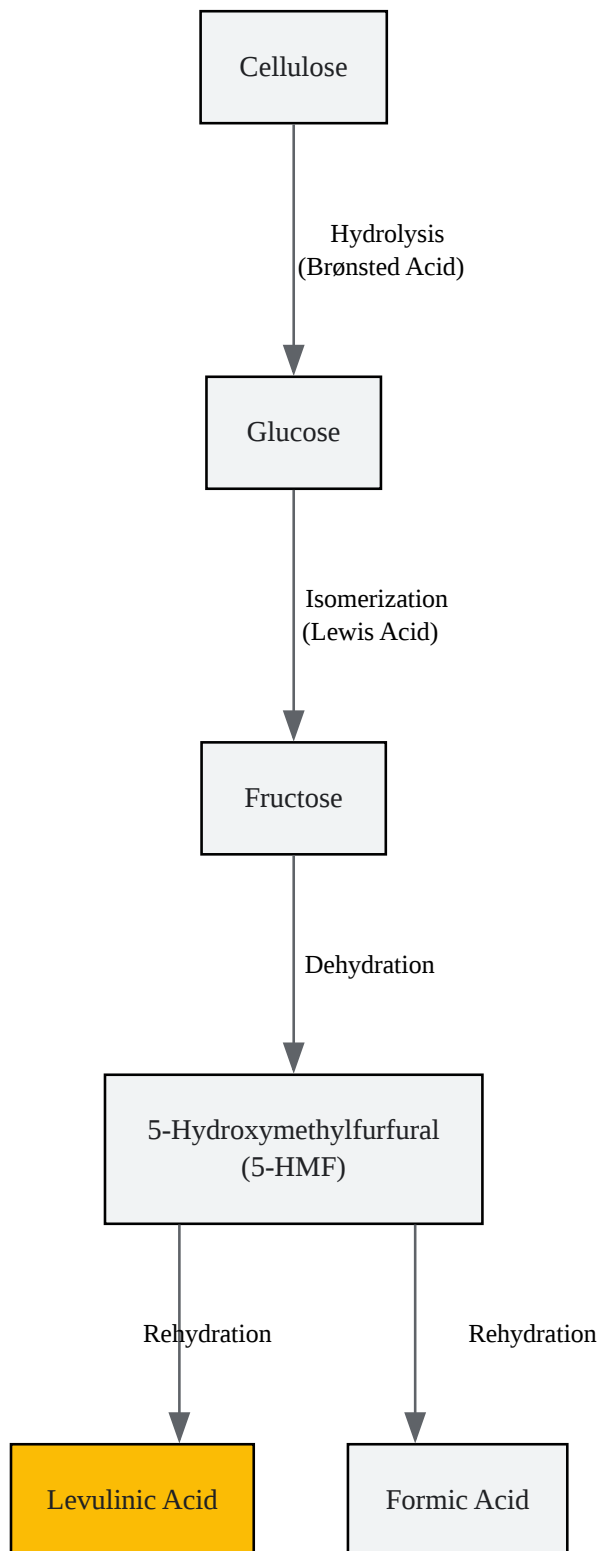 Cellulose
Hydrolysis
(Brønsted Acid)
Glucose
Isomerization
(Lewis Acid)
Fructose
Dehydration
5-Hydroxymethylfurfural
(5-HMF)
Rehydration
Rehydration
Levulinic Acid
Formic Acid